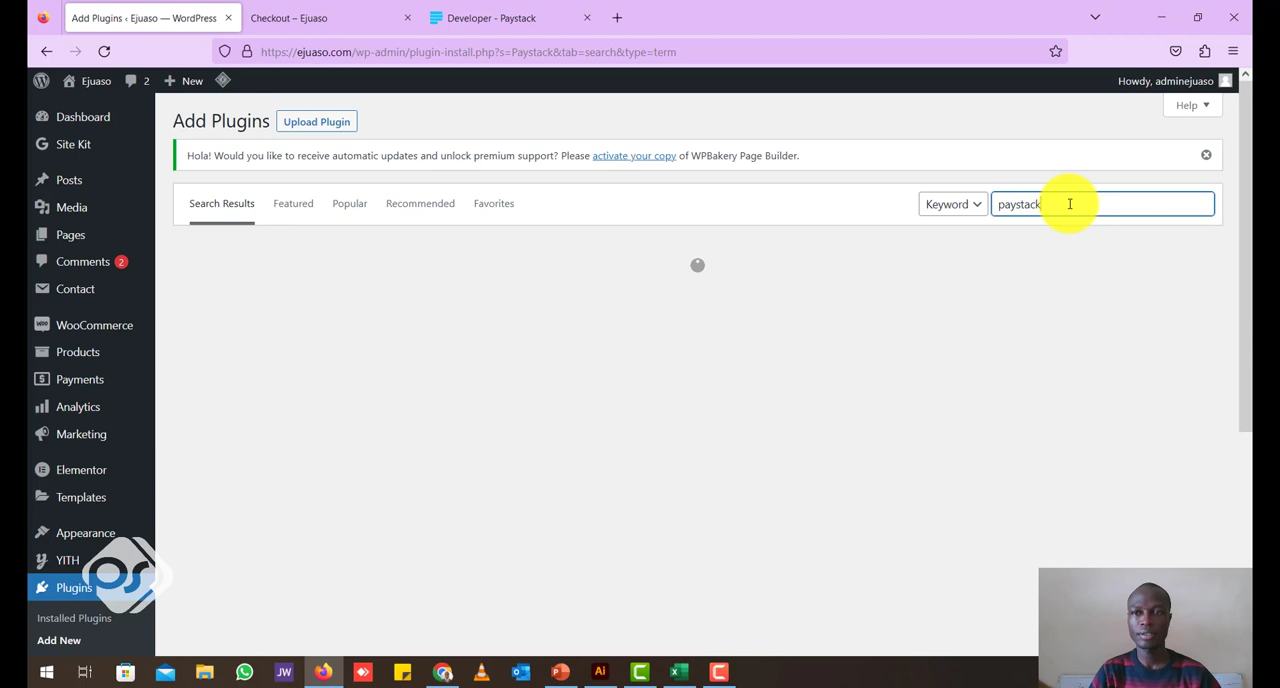 Add Plugins ‹ Ejuaso — WordPress
Checkout – Ejuaso
Developer - Paystack
https://ejuaso.com/wp-admin/plugin-install.php?s=Paystack&tab=search&type=term
Ejuaso
2
New
Howdy, adminejuaso
Dashboard
Site Kit
Posts
Media
Pages
Comments 2
Contact
WooCommerce
Products
Payments
Analytics
Marketing
Elementor
Templates
Appearance
YITH
Plugins
Installed Plugins
Add New
Help
Add Plugins
Upload Plugin
Hola! Would you like to receive automatic updates and unlock premium support? Please activate your copy of WPBakery Page Builder.
Search Results
Featured
Popular
Recommended
Favorites
Keyword
paystack
Woo
JW
Ai